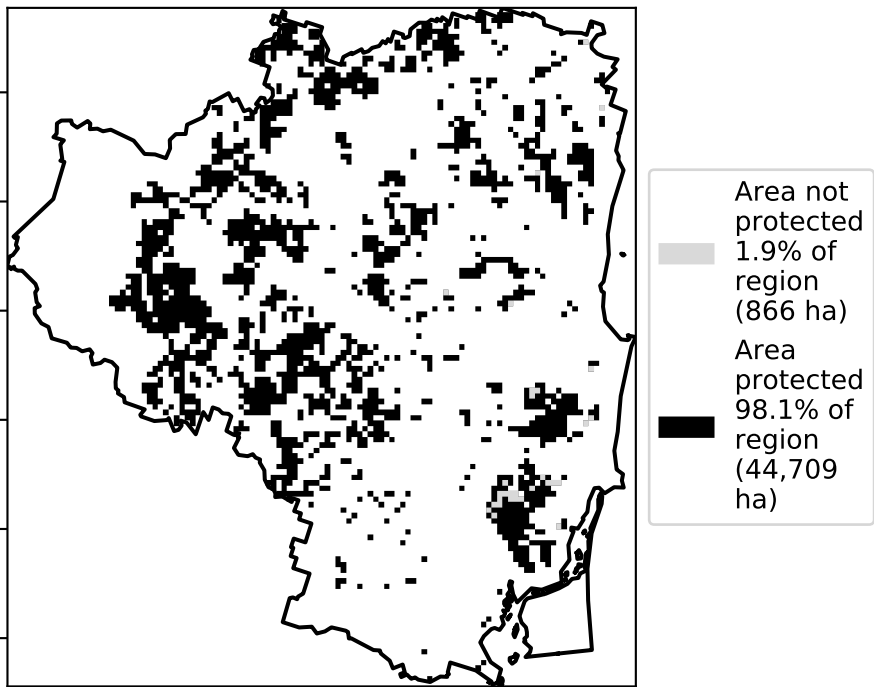 Area not
protected
1.9% of
region
(866 ha)
Area
protected
98.1% of
region
(44,709
ha)